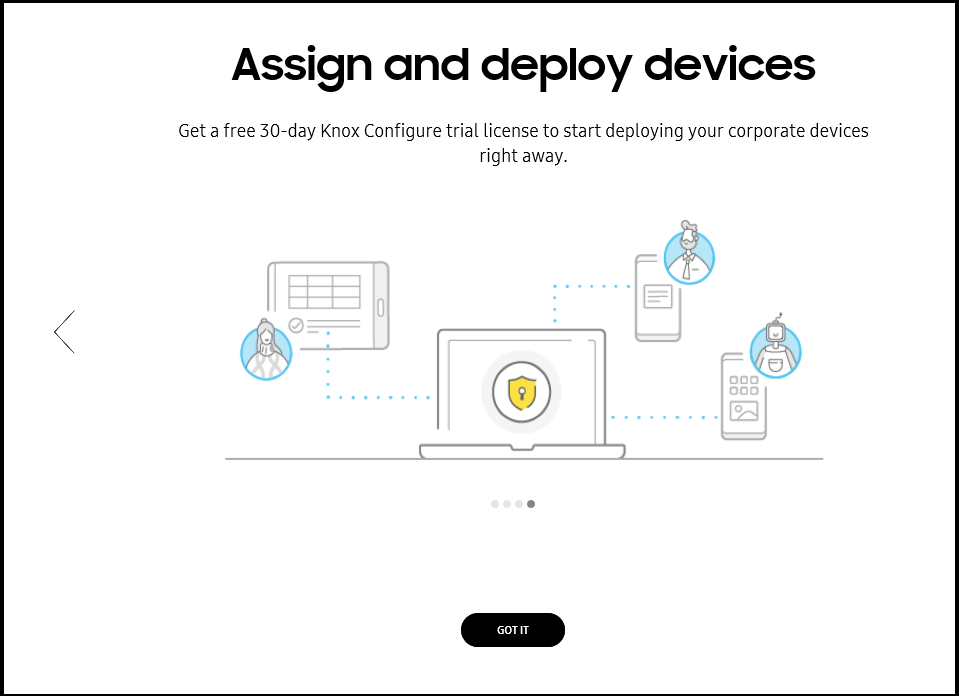 Assign and deploy devices
Get a free 30-day Knox Configure trial license to start deploying your corporate devices
right away.
GOT IT